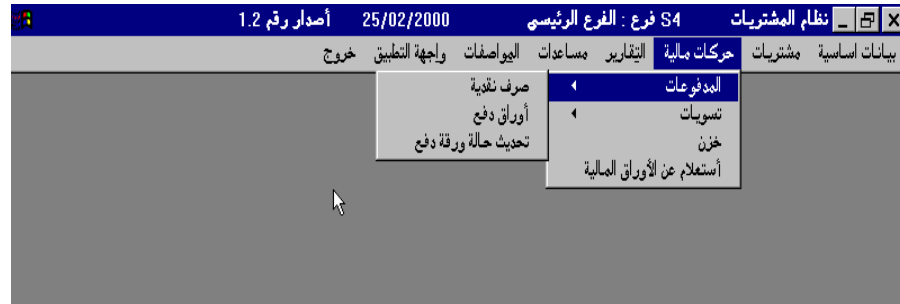 نظام المشتريات S4 فرع : الفرع الرئيسي 25/02/2000 أصدار رقم 1.2
بيانات اساسية مشتريات حركات مالية التقارير مساعدات المواصفات واجهة التطبيق خروج
المدفوعات
تسويات
خزن
أستعلام عن الأوراق المالية
صرف نقدية
أوراق دفع
تحديث حالة ورقة دفع